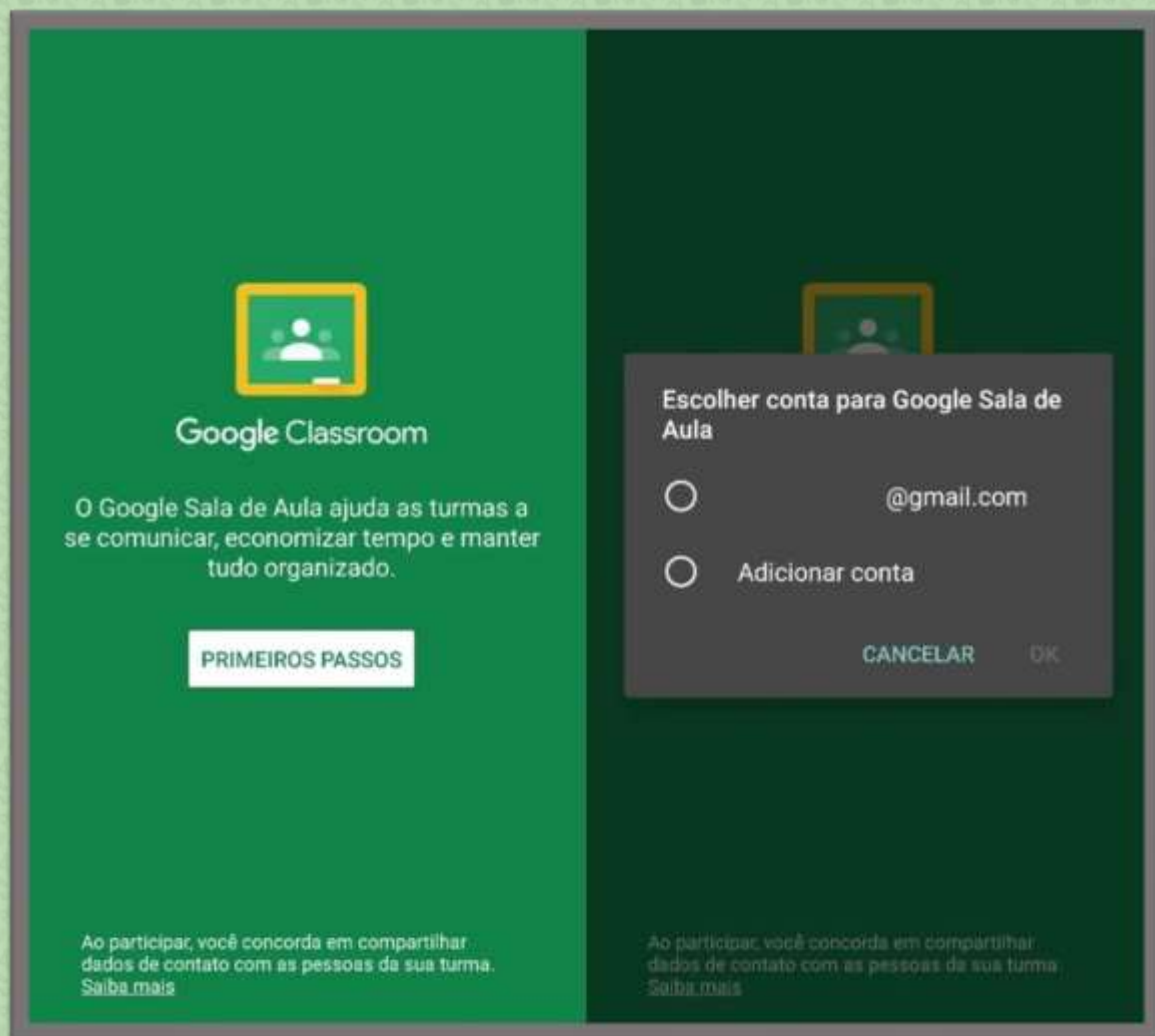 Google Classroom
O Google Sala de Aula ajuda as turmas a
se comunicar, economizar tempo e manter
tudo organizado.
PRIMEIROS PASSOS
Ao participar, você concorda em compartilhar
dados de contato com as pessoas da sua turma.
Saiba mais
Escolher conta para Google Sala de
Aula
@gmail.com
Adicionar conta
CANCELAR OK
Ao participar, você concorda em compartilhar
dados de contato com as pessoas da sua turma
Saiba mais